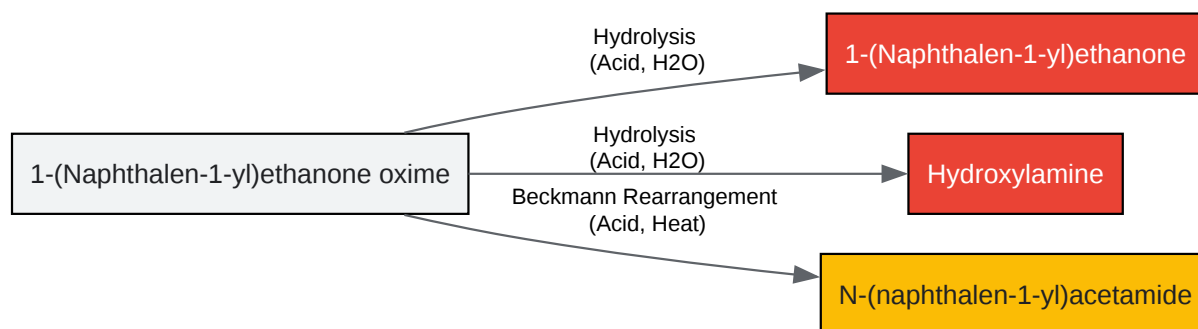 Hydrolysis
(Acid, H2O)
1-(Naphthalen-1-yl)ethanone
1-(Naphthalen-1-yl)ethanone oxime
Hydrolysis
(Acid, H2O)
Hydroxylamine
Beckmann Rearrangement
(Acid, Heat)
N-(naphthalen-1-yl)acetamide